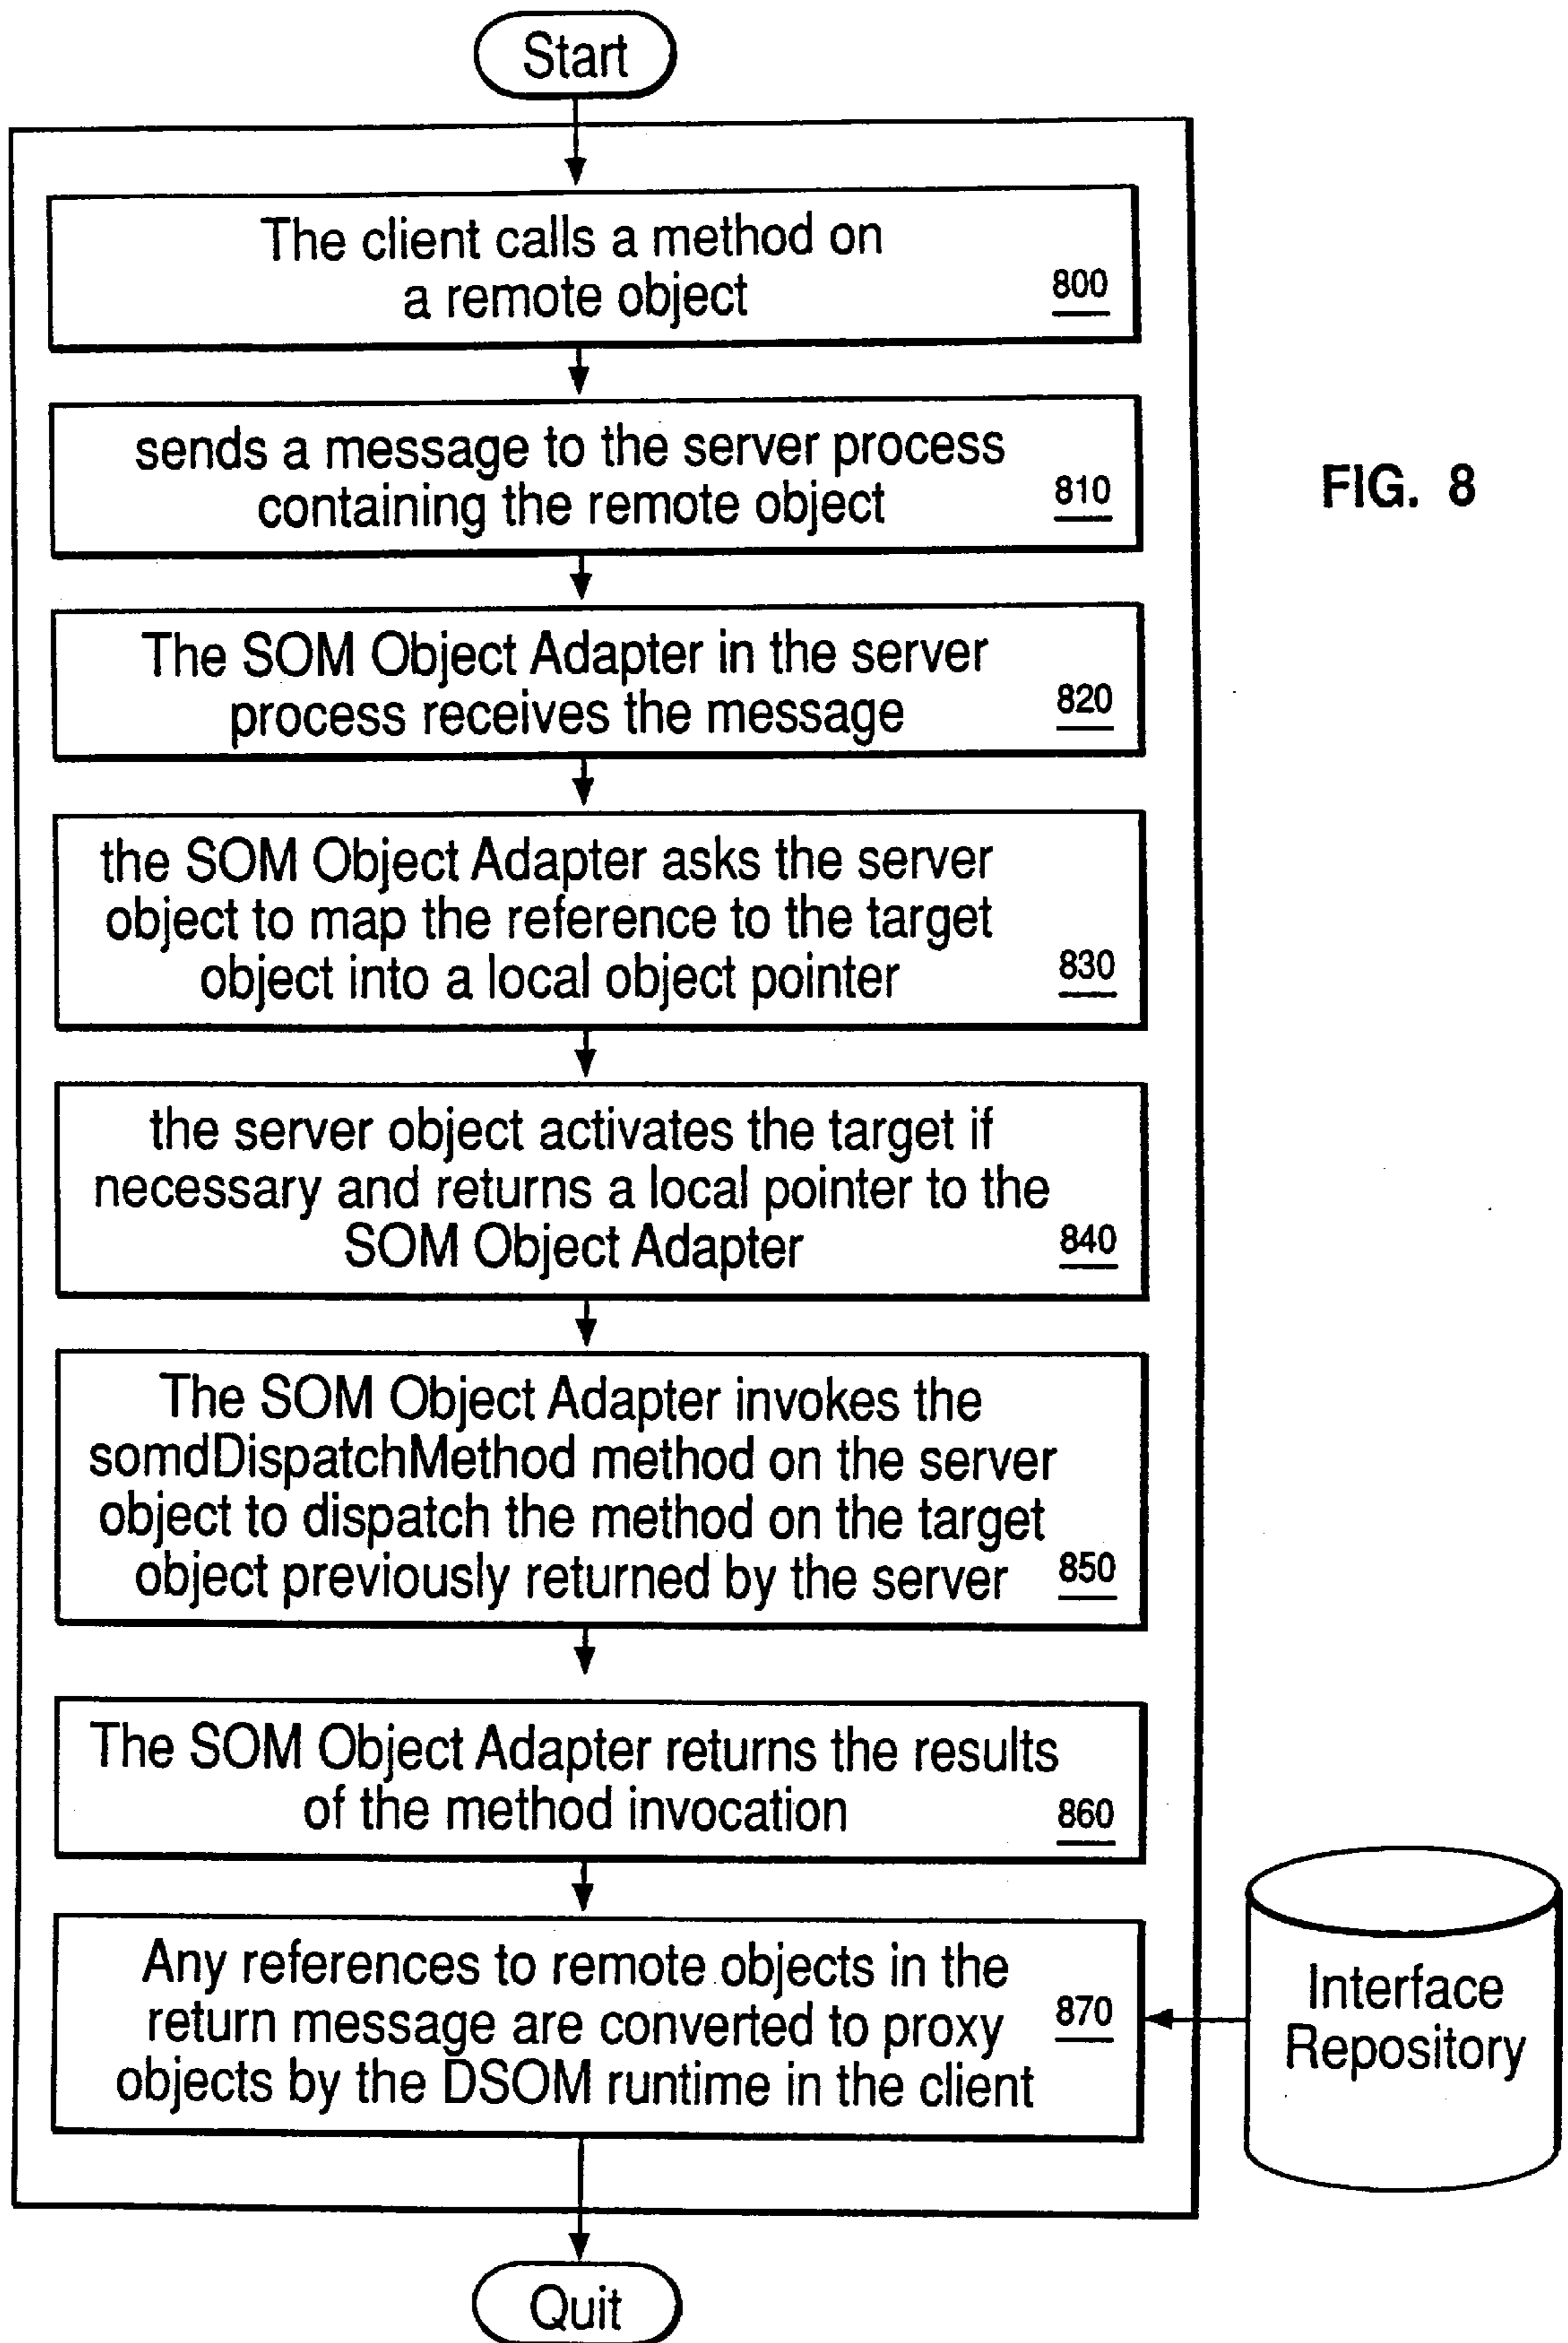 Start
The client calls a method on
a remote object
800
sends a message to the server process
containing the remote object
810
FIG. 8
The SOM Object Adapter in the server
process receives the message
820
the SOM Object Adapter asks the server
object to map the reference to the target
object into a local object pointer
830
the server object activates the target if
necessary and returns a local pointer to the
SOM Object Adapter
840
The SOM Object Adapter invokes the
somdDispatchMethod method on the server
object to dispatch the method on the target
object previously returned by the server
850
The SOM Object Adapter returns the results
of the method invocation
860
Any references to remote objects in the
return message are converted to proxy
objects by the DSOM runtime in the client
870
Interface
Repository
Quit